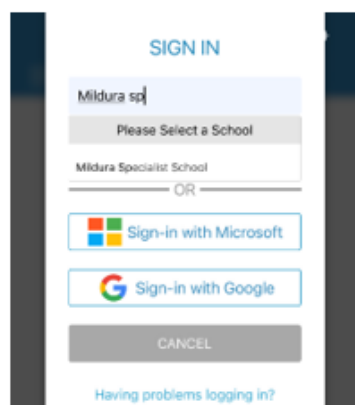 SIGN IN
Mildura sp
Please Select a School
Mildura Specialist School
OR
Sign-in with Microsoft
Sign-in with Google
CANCEL
Having problems logging in?